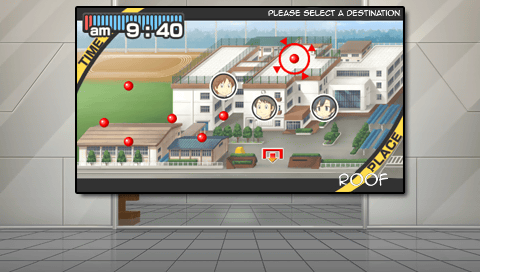 PLEASE SELECT A DESTINATION
TIME
am 9:40
PLACE
ROOF